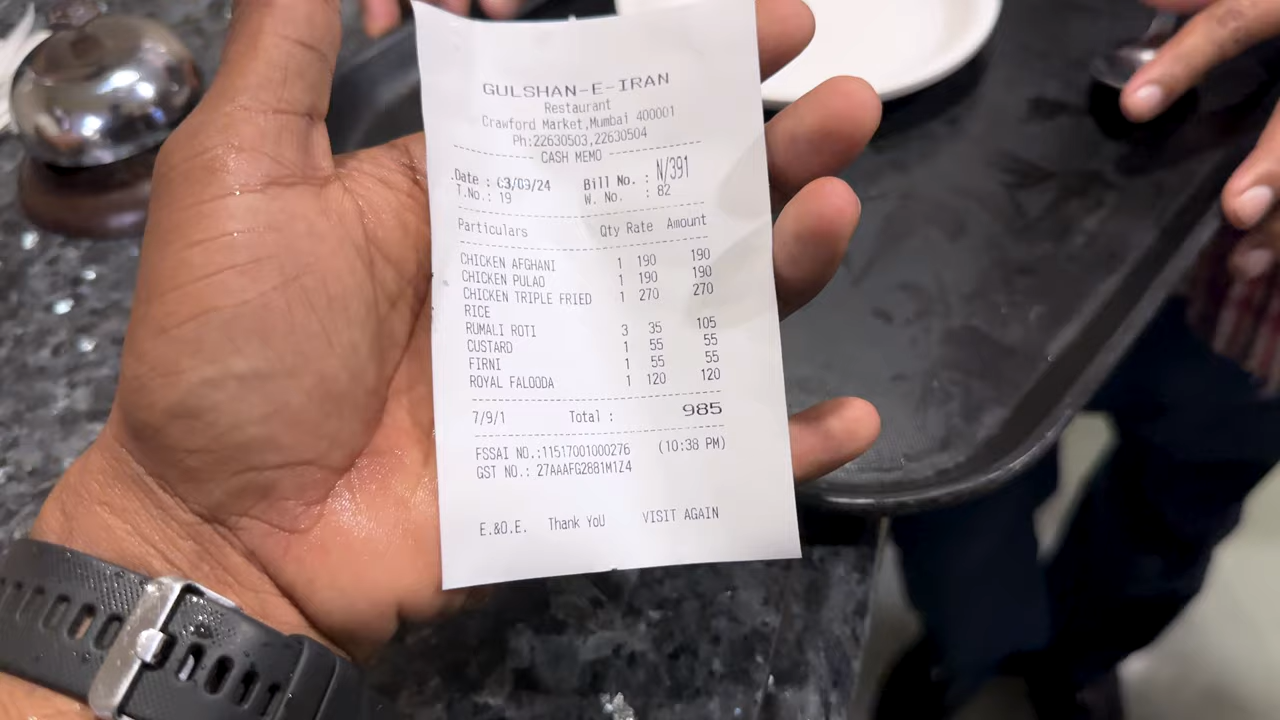 GULSHAN-E-IRAN
Restaurant
Crawford Market,Mumbai 400001
Ph:22630503,22630504
CASH MEMO
Date : 03/03/24 Bill No. : N/391
T.No.: 19 W. No. : 82
Particulars Qty Rate Amount
CHICKEN AFGHANI 1 190 190
CHICKEN PULAO 1 190 190
CHICKEN TRIPLE FRIED 1 270 270
RICE
RUMALI ROTI 3 35 105
CUSTARD 1 55 55
FIRNI 1 55 55
ROYAL FALOODA 1 120 120
7/9/1 Total : 985
FSSAI NO.:11517001000276 (10:38 PM)
GST NO.: 27AAAFG2881M1Z4
E.&O.E. Thank YoU VISIT AGAIN